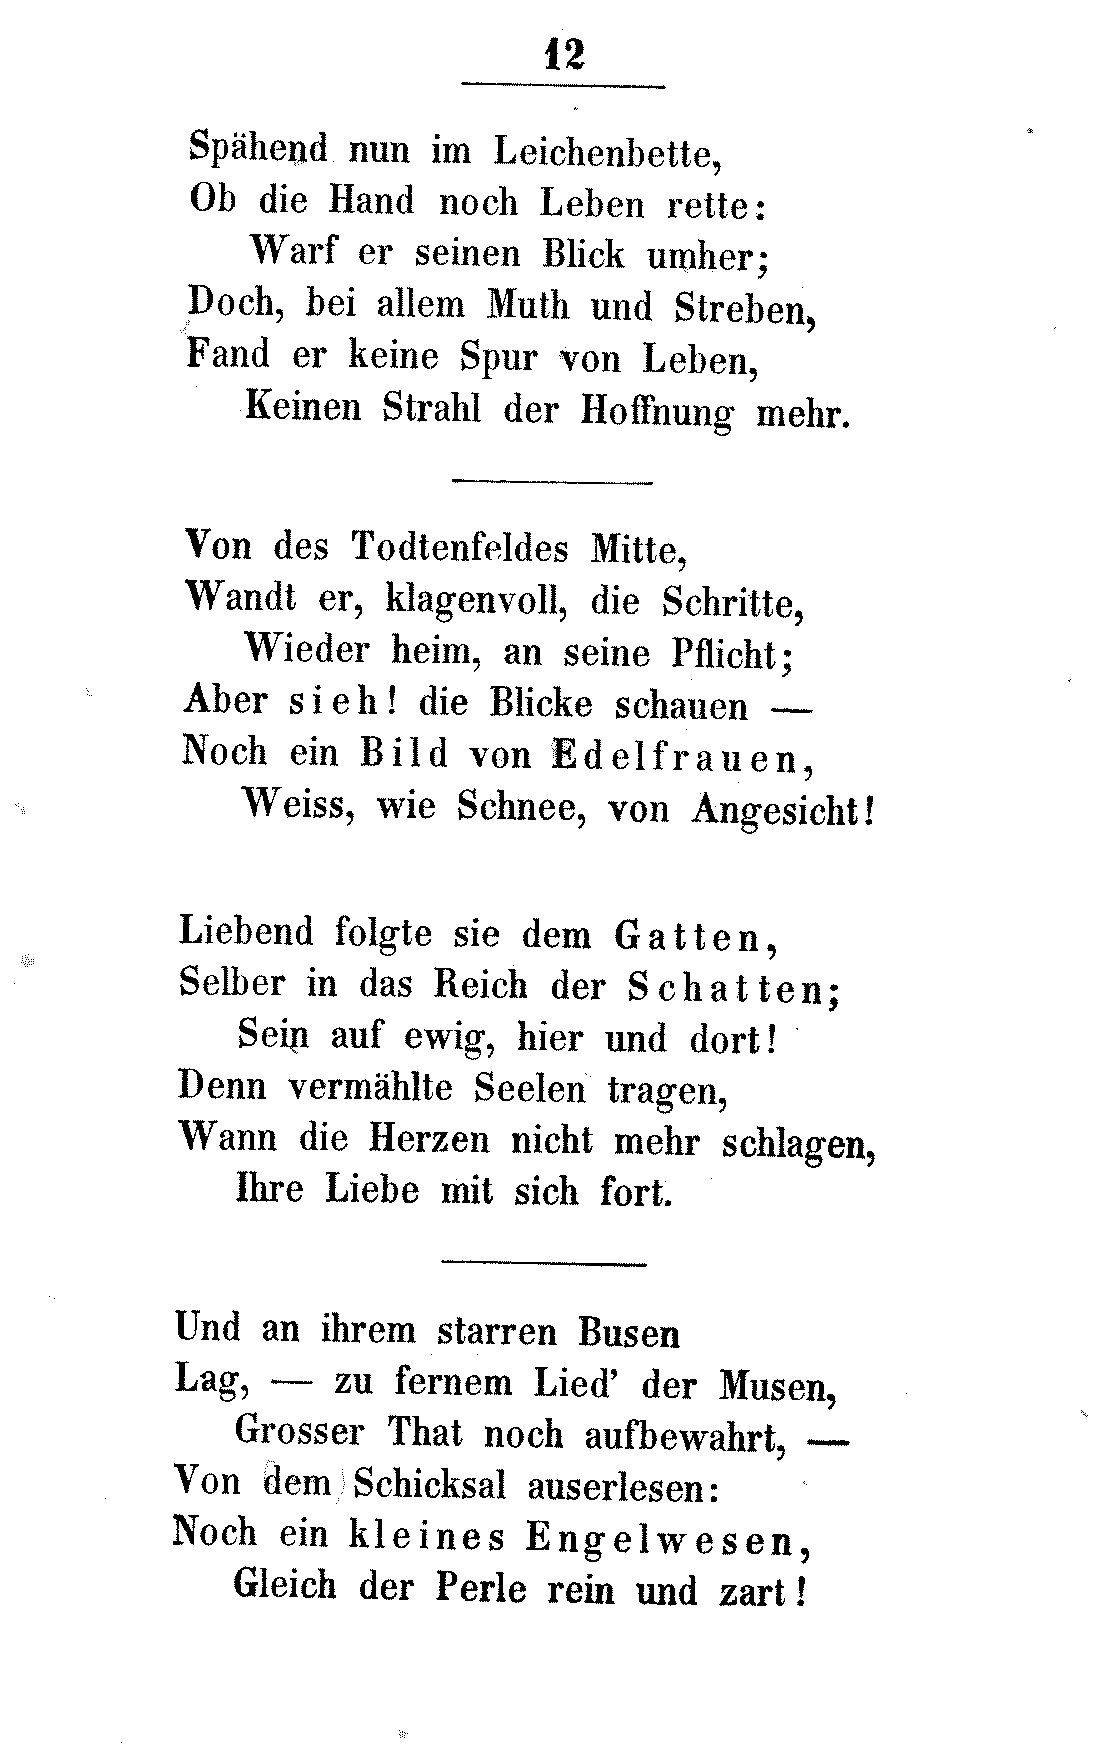 12
Spähend nun im Leichenbette,
Ob die Hand noch Leben rette:
Warf er seinen Blick umher;
Doch, bei allem Muth und Streben,
Fand er keine Spur von Leben,
Keinen Strahl der Hoffnung mehr.
Von des Todtenfeldes Mitte,
Wandt er, klagenvoll, die Schritte,
Wieder heim, an seine Pflicht;
Aber sieh! die Blicke schauen —
Noch ein Bild von Edelfrauen,
Weiss, wie Schnee, von Angesicht!
Liebend folgte sie dem Gatten,
Selber in das Reich der Schatten;
Sein auf ewig, hier und dort!
Denn vermählte Seelen tragen,
Wann die Herzen nicht mehr schlagen,
Ihre Liebe mit sich fort.
Und an ihrem starren Busen
Lag, — zu fernem Lied' der Musen,
Grosser That noch aufbewahrt, —
Von dem Schicksal auserlesen:
Noch ein kleines Engelwesen,
Gleich der Perle rein und zart!